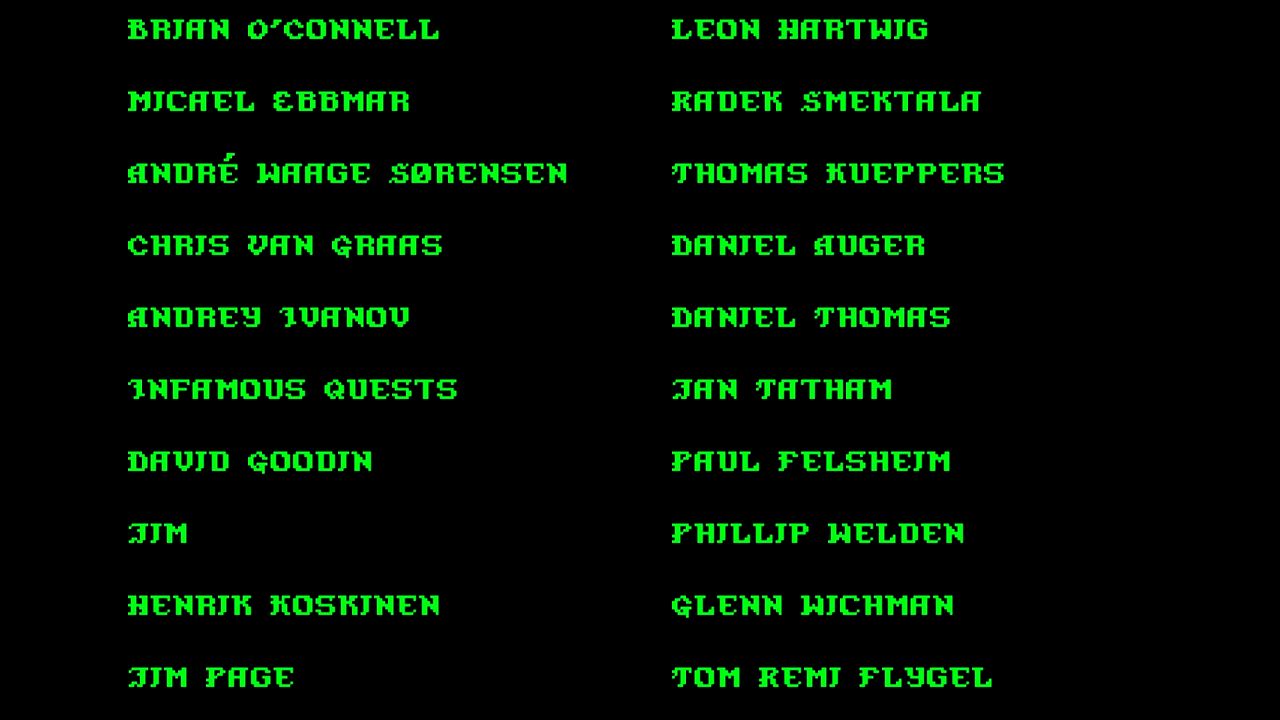 BRIAN O'CONNELL
MICAEL EBBMAR
ANDRÉ WAAGE SØRENSEN
CHRIS VAN GRAAS
ANDREY IVANOV
INFAMOUS QUESTS
DAVID GOODIN
JIM
HENRIK KOSKINEN
JIM PAGE
LEON HARTWIG
RADEK SMEKTALA
THOMAS KUEPPERS
DANIEL AUGER
DANIEL THOMAS
JAN TATHAM
PAUL FELSHEIM
PHILLIP WELDEN
GLENN WICHMAN
TOM REMI FLYGEL